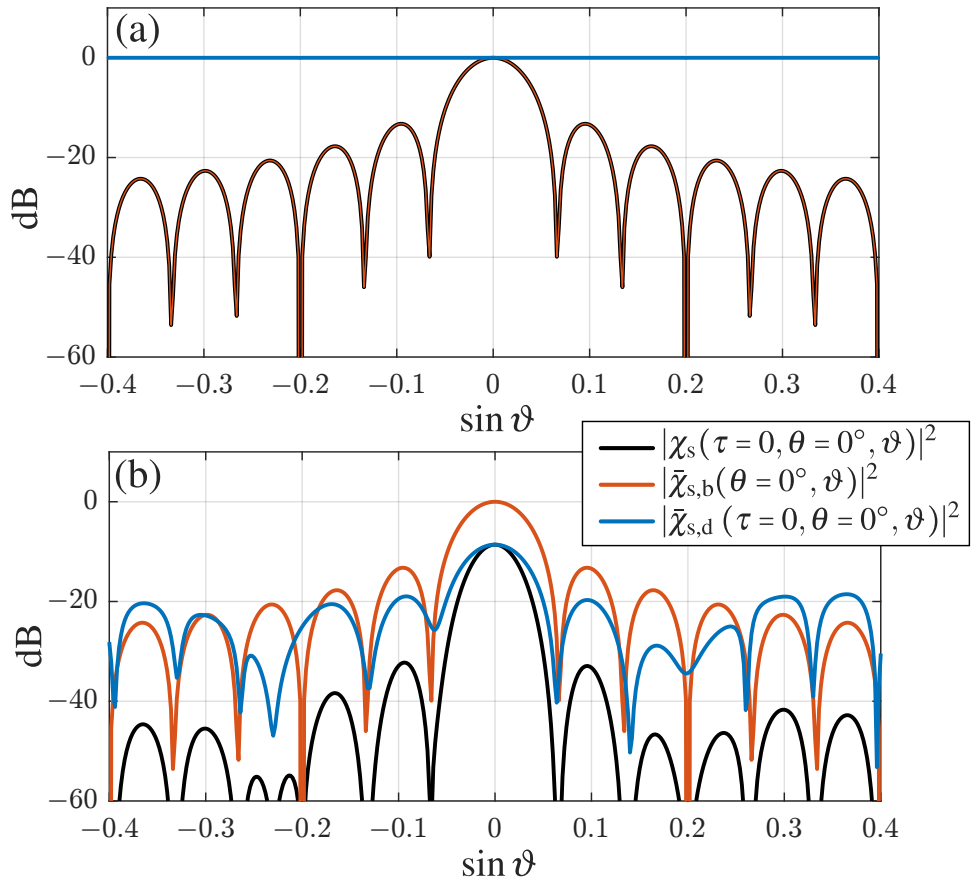 (a)
0
−20
−40
−60
dB
−0.4 −0.3 −0.2 −0.1 0 0.1 0.2 0.3 0.4
sin ϑ
|χₛ(τ = 0, θ = 0°, ϑ)|²
|χ̄s,b(θ = 0°, ϑ)|²
|χ̄s,d (τ = 0, θ = 0°, ϑ)|²
(b)
0
−20
−40
−60
dB
−0.4 −0.3 −0.2 −0.1 0 0.1 0.2 0.3 0.4
sin ϑ